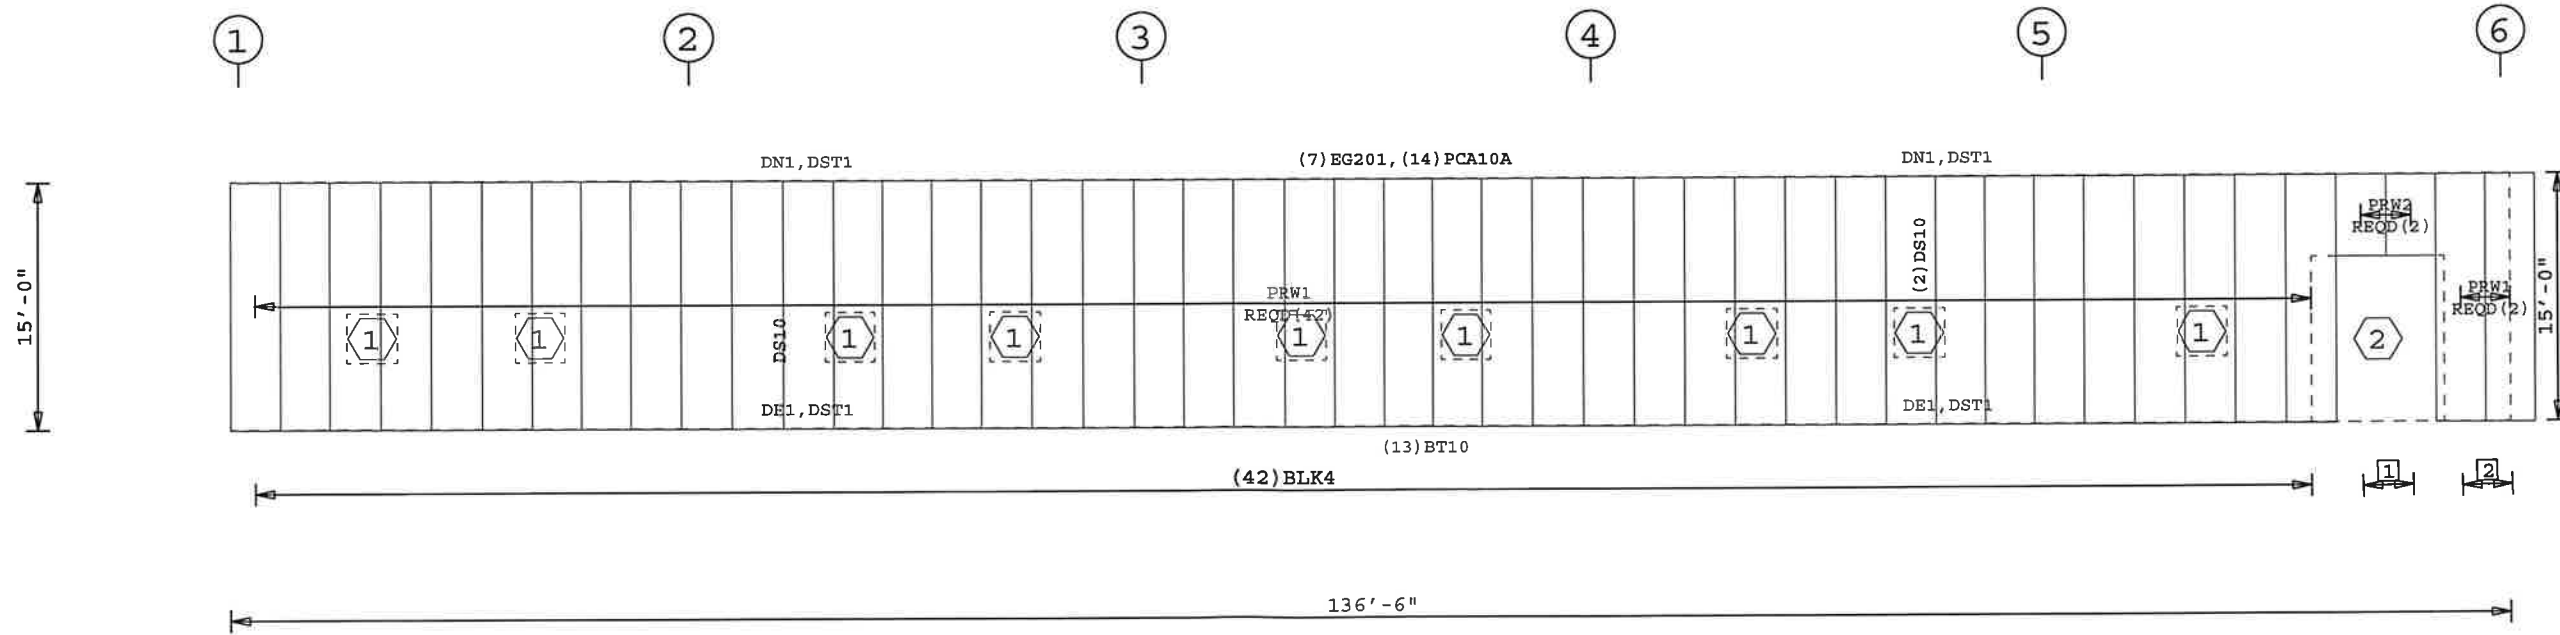 1 2 3 4 5 6
DN1,DST1 (7)EG201,(14)PCA10A DN1,DST1
PRW2
REQD(2)
(2)DS10
15'-0"
15'-0"
PRW1
REQD(42)
PRW1
REQD(2)
DS10
1 1 1 1 1 1 1 1 1 2
DE1,DST1 DE1,DST1
(13)BT10
(42)BLK4 1 2
136'-6"